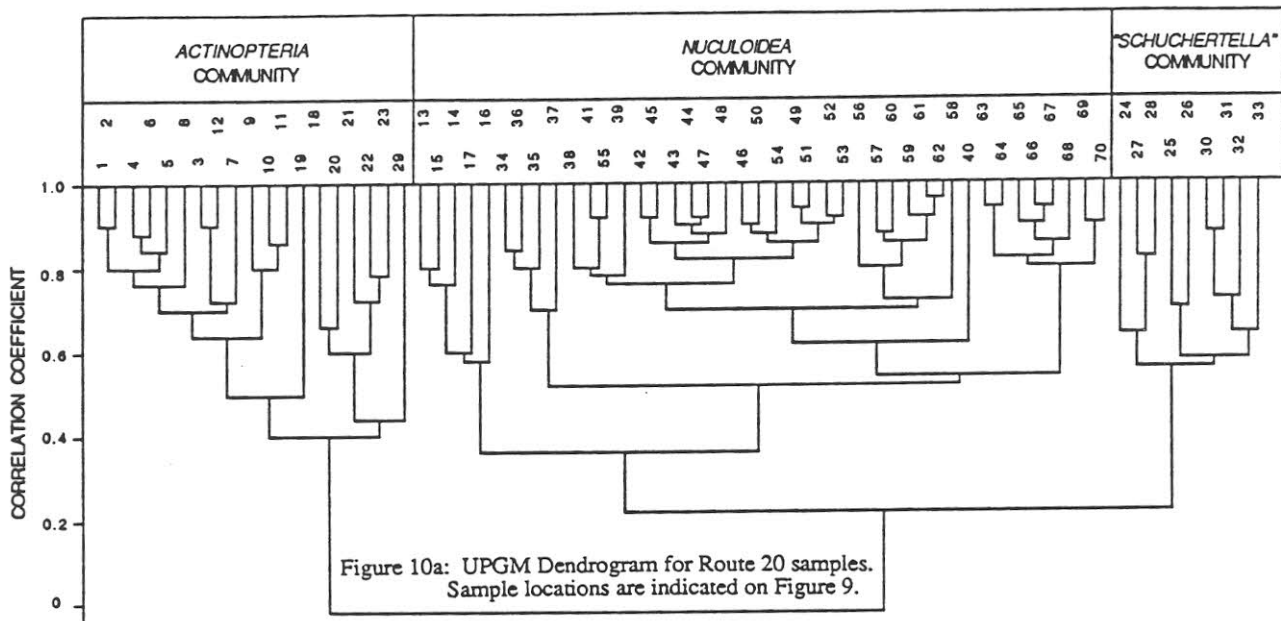 ACTINOPTERIA
COMMUNITY
NUCULOIDEA
COMMUNITY
"SCHUCHERTELLA"
COMMUNITY
2 6 8 12 9 11 18 21 23 13 14 16 36 37 41 39 45 44 48 50 49 52 56 60 61 58 63 65 67 69 24 28 26 31 33
1 4 5 3 7 10 19 20 22 29 15 17 34 35 38 55 42 43 47 46 54 51 53 57 59 62 40 64 66 68 70 27 25 30 32
CORRELATION COEFFICIENT
1.0
0.8
0.6
0.4
0.2
0
Figure 10a: UPGM Dendrogram for Route 20 samples.
Sample locations are indicated on Figure 9.